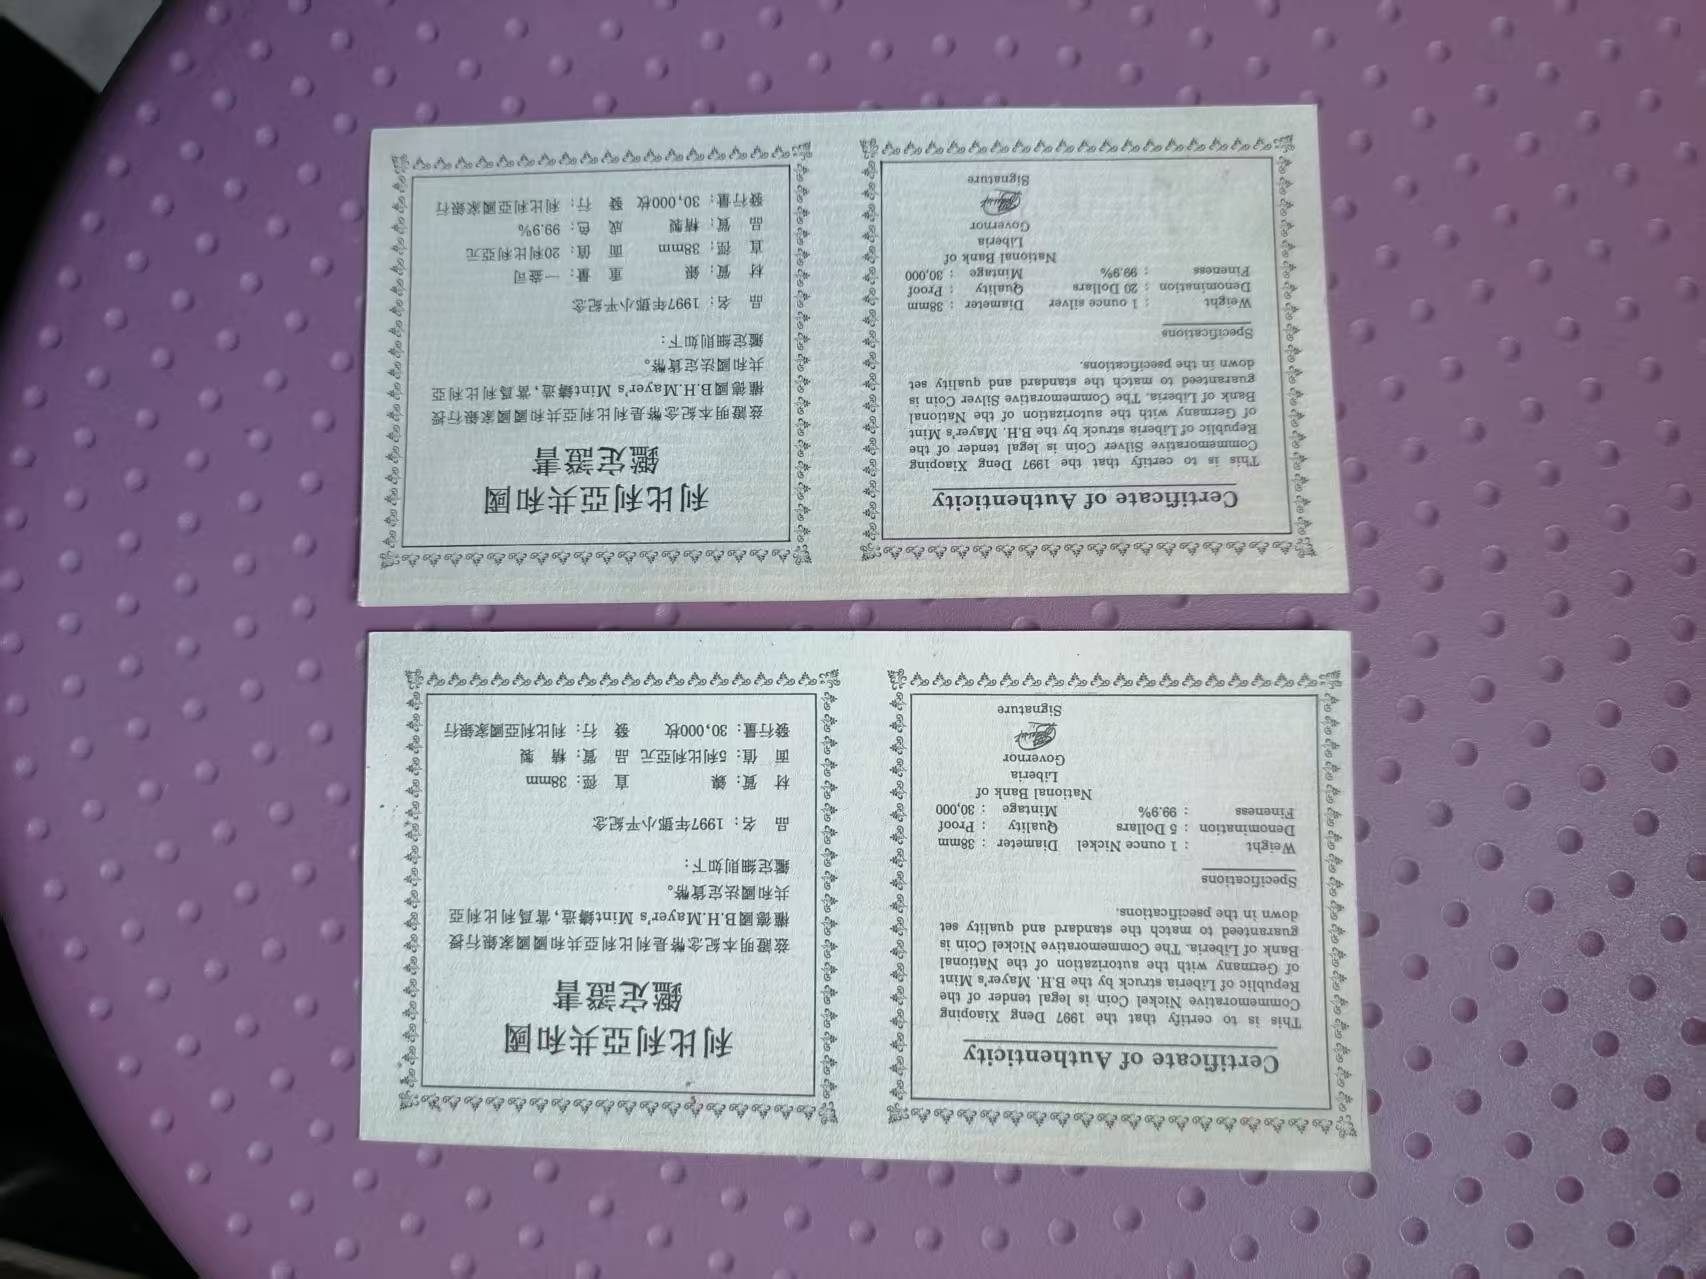 Certificate of Authenticity
This is to certify that the 1997 Deng Xiaoping
Commemorative Nickel Coin is legal tender of the
Republic of Liberia struck by the B.H. Mayer's Mint
of Germany with the autorization of the National
Bank of Liberia. The Commemorative Nickel Coin is
guaranteed to match the standard and quality set
down in the psecifications.
Specifications
Weight : 1 ounce Nickel Diameter : 38mm
Denomination : 5 Dollars Quality : Proof
Fineness : 99.9% Mintage : 30,000
National Bank of
Liberia
Governor
Signature
利比利亞共和國
鑑定證書
茲證明本紀念幣是利比利亞共和國國家銀行授
權德國B.H.Mayer's Mint鑄造,當爲利比利亞
共和國法定貨幣。
鑑定細則如下:
品 名: 1997年鄧小平紀念
材 質: 鎳 直 徑: 38mm
面 值: 5利比利亞元 品 質: 精 製
發行量: 30,000枚 發 行: 利比利亞國家銀行
Certificate of Authenticity
This is to certify that the 1997 Deng Xiaoping
Commemorative Silver Coin is legal tender of the
Republic of Liberia struck by the B.H. Mayer's Mint
of Germany with the autorization of the National
Bank of Liberia. The Commemorative Silver Coin is
guaranteed to match the standard and quality set
down in the psecifications.
Specifications
Weight : 1 ounce silver Diameter : 38mm
Denomination : 20 Dollars Quality : Proof
Fineness : 99.9% Mintage : 30,000
National Bank of
Liberia
Governor
Signature
利比利亞共和國
鑑定證書
茲證明本紀念幣是利比利亞共和國國家銀行授
權德國B.H.Mayer's Mint鑄造,當爲利比利亞
共和國法定貨幣。
鑑定細則如下:
品 名: 1997年鄧小平紀念
材 質: 銀 重 量: 一盎司
直 徑: 38mm 面 值: 20利比利亞元
品 質: 精製 成 色: 99.9%
發行量: 30,000枚 發 行: 利比利亞國家銀行